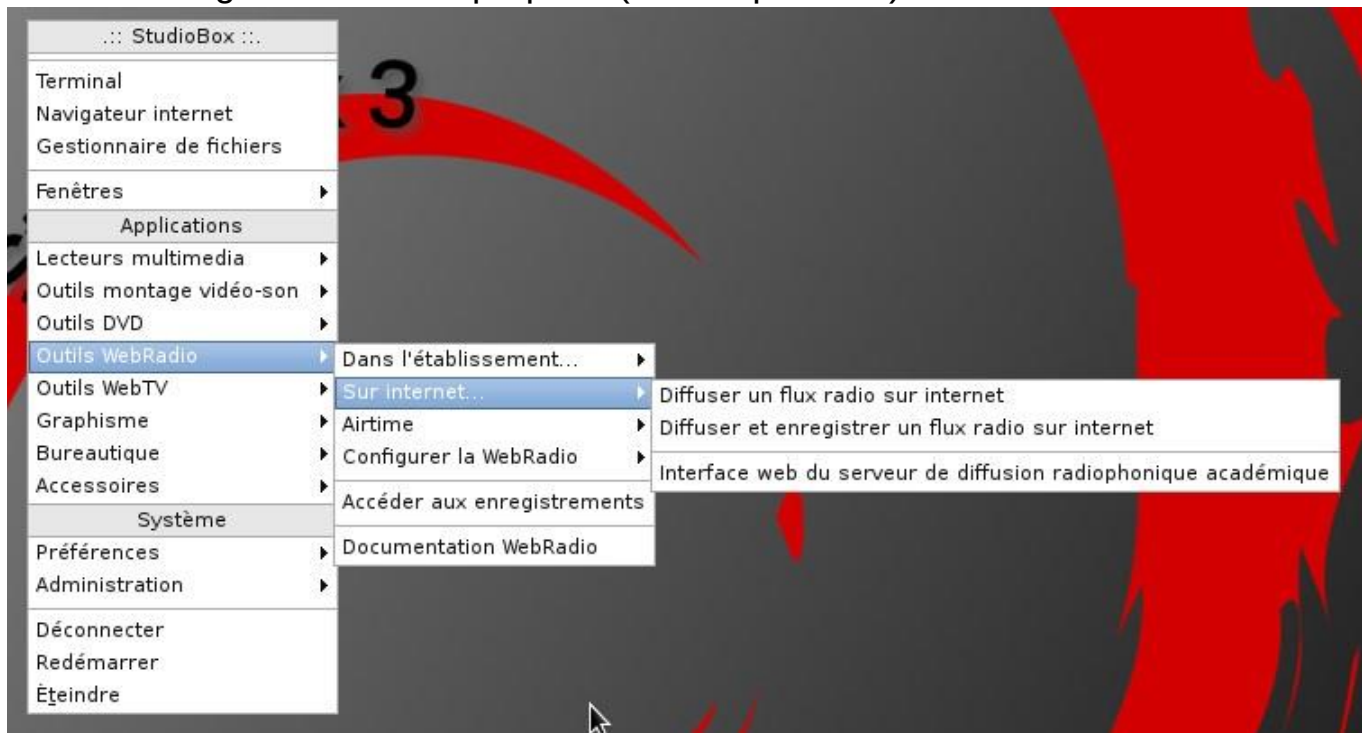 .:: StudioBox ::.
Terminal
Navigateur internet
Gestionnaire de fichiers
Fenêtres
Applications
Lecteurs multimedia
Outils montage vidéo-son
Outils DVD
Outils WebRadio
Outils WebTV
Graphisme
Bureautique
Accessoires
Système
Préférences
Administration
Déconnecter
Redémarrer
Èteindre
Dans l'établissement...
Sur internet...
Airtime
Configurer la WebRadio
Accéder aux enregistrements
Documentation WebRadio
Diffuser un flux radio sur internet
Diffuser et enregistrer un flux radio sur internet
Interface web du serveur de diffusion radiophonique académique
3